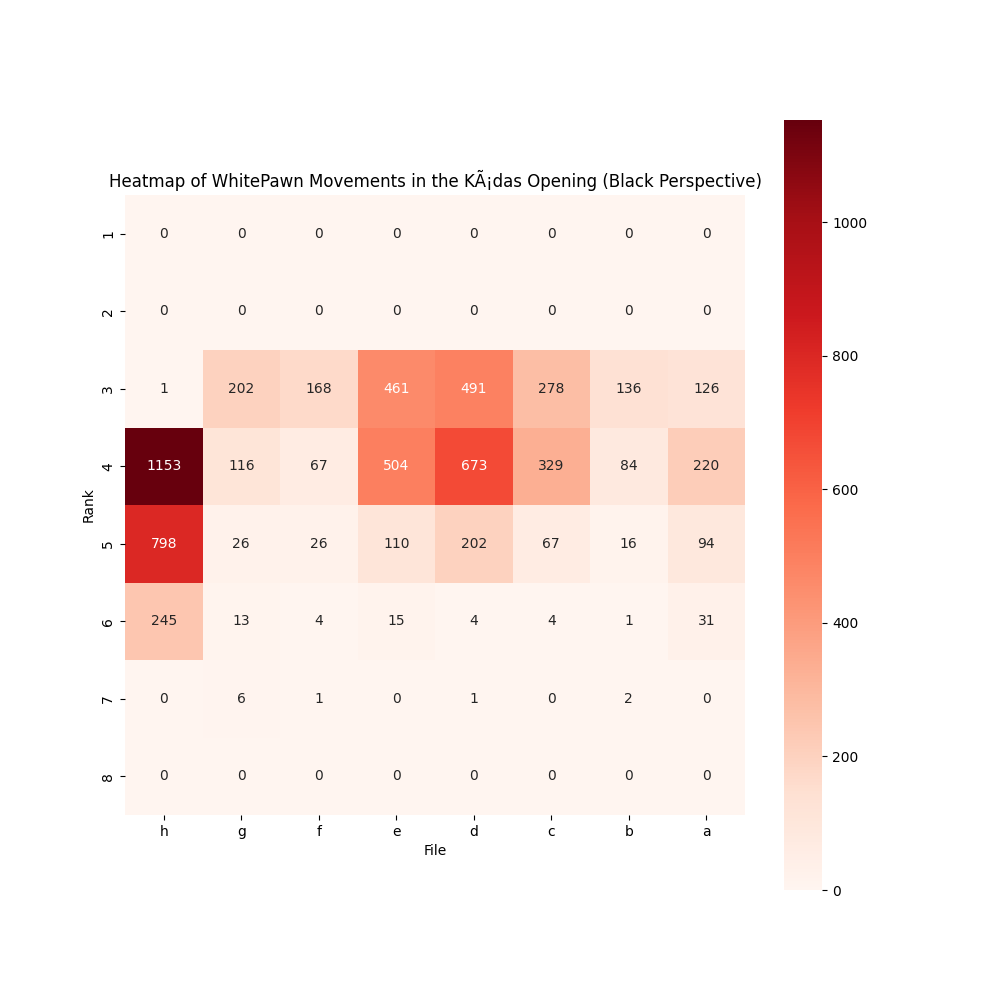 Heatmap of WhitePawn Movements in the KÃ¡das Opening (Black Perspective)
1 0 0 0 0 0 0 0 0
2 0 0 0 0 0 0 0 0
3 1 202 168 461 491 278 136 126
4 1153 116 67 504 673 329 84 220
5 798 26 26 110 202 67 16 94
6 245 13 4 15 4 4 1 31
7 0 6 1 0 1 0 2 0
8 0 0 0 0 0 0 0 0
Rank
h g f e d c b a
File
1000
800
600
400
200
0